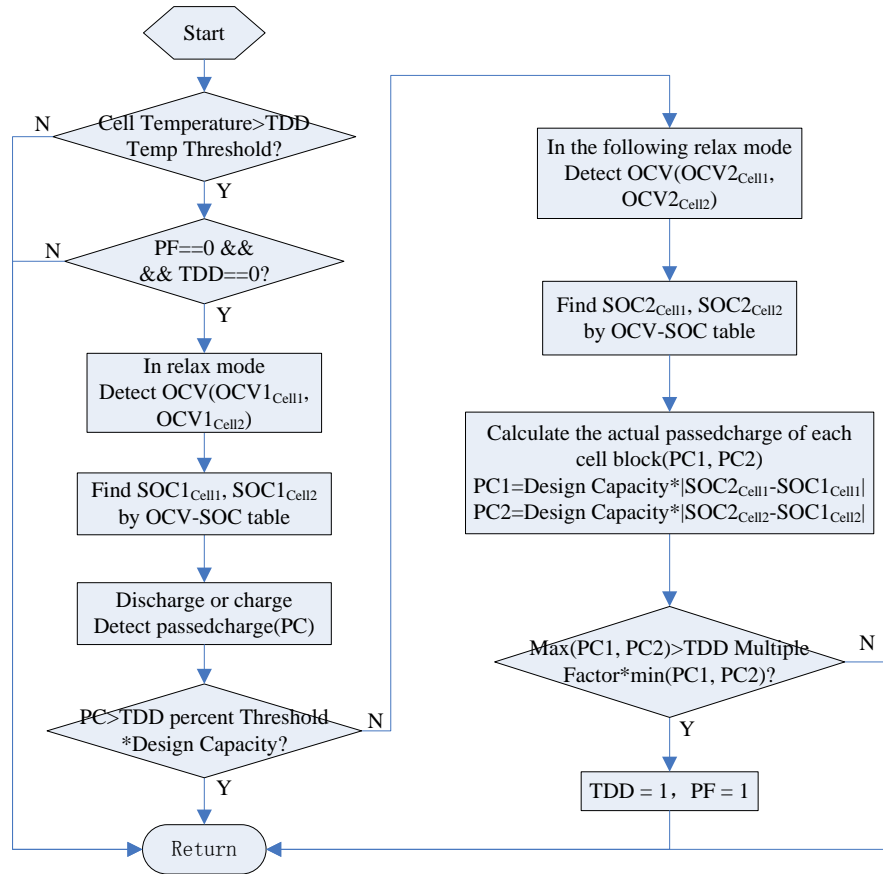 Start
Cell Temperature>TDD
Temp Threshold?
N
Y
PF==0 &&
&& TDD==0?
N
Y
In relax mode
Detect OCV(OCV1Cell1,
OCV1Cell2)
Find SOC1Cell1, SOC1Cell2
by OCV-SOC table
Discharge or charge
Detect passedcharge(PC)
PC>TDD percent Threshold
*Design Capacity?
N
Y
Return
In the following relax mode
Detect OCV(OCV2Cell1,
OCV2Cell2)
Find SOC2Cell1, SOC2Cell2
by OCV-SOC table
Calculate the actual passedcharge of each
cell block(PC1, PC2)
PC1=Design Capacity*|SOC2Cell1-SOC1Cell1|
PC2=Design Capacity*|SOC2Cell2-SOC1Cell2|
Max(PC1, PC2)>TDD Multiple
Factor*min(PC1, PC2)?
N
Y
TDD = 1，PF = 1